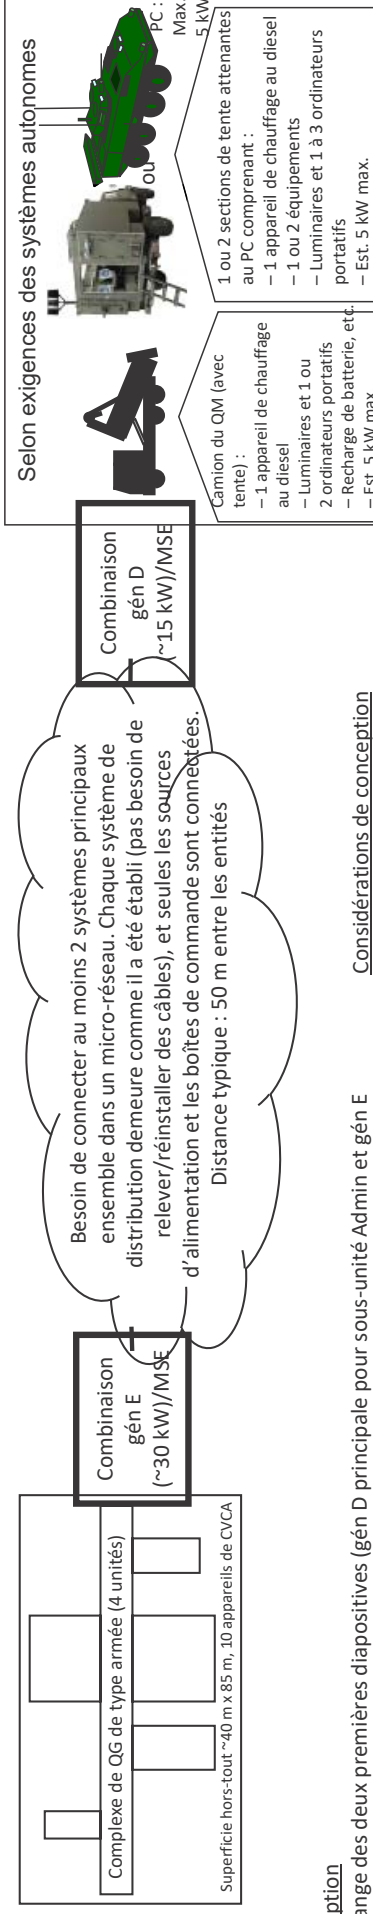 Complexe de QG de type armée (4 unités)
Superficie hors-tout ~40 m x 85 m, 10 appareils de CVCA
Combinaison
gén E
(~30 kW)/MSE
Besoin de connecter au moins 2 systèmes principaux
ensemble dans un micro-réseau. Chaque système de
distribution demeure comme il a été établi (pas besoin de
relever/réinstaller des câbles), et seules les sources
d'alimentation et les boîtes de commande sont connectées.
Distance typique : 50 m entre les entités
Combinaison
gén D
(~15 kW)/MSE
Selon exigences des systèmes autonomes
ou
PC :
Max.
5 kW
Camion du QM (avec
tente) :
– 1 appareil de chauffage
au diesel
– Luminaires et 1 ou
2 ordinateurs portatifs
– Recharge de batterie, etc.
– Est. 5 kW max
1 ou 2 sections de tente attenantes
au PC comprenant :
– 1 appareil de chauffage au diesel
– 1 ou 2 équipements
– Luminaires et 1 à 3 ordinateurs
portatifs
– Est. 5 kW max.
ption
ange des deux premières diapositives (gén D principale pour sous-unité Admin et gén E
Considérations de conception